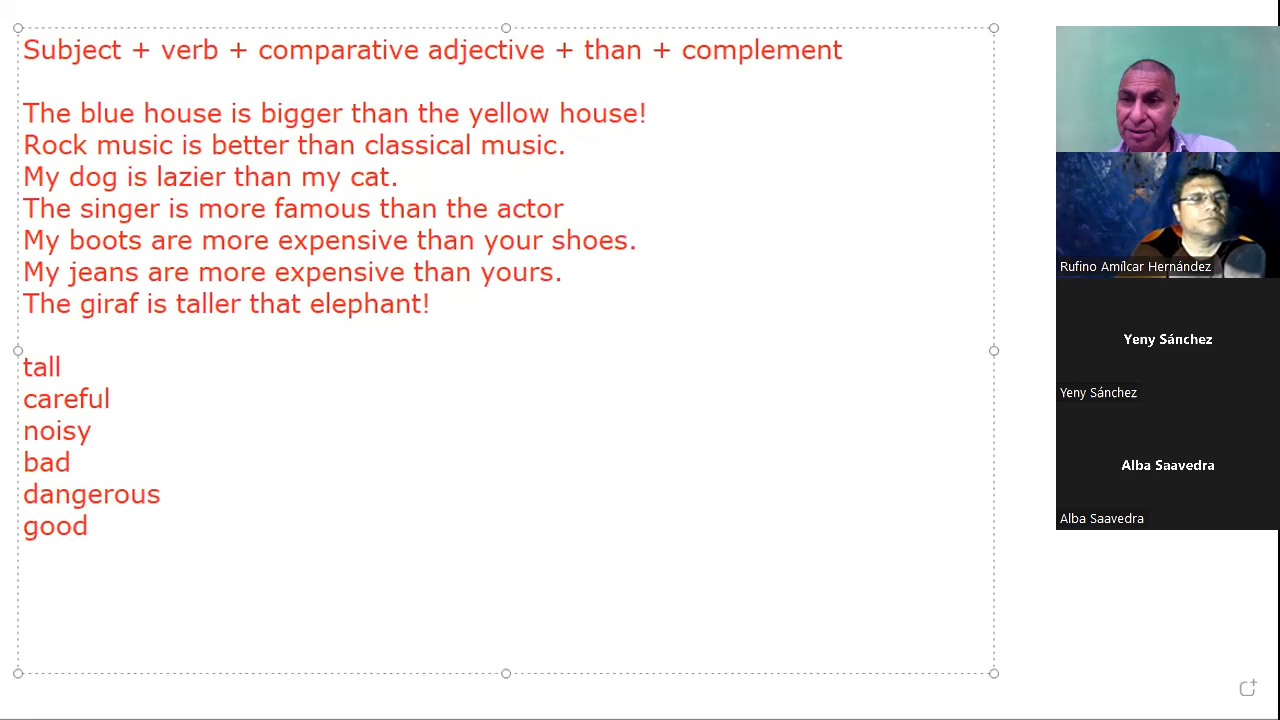 Subject + verb + comparative adjective + than + complement
The blue house is bigger than the yellow house!
Rock music is better than classical music.
My dog is lazier than my cat.
The singer is more famous than the actor
My boots are more expensive than your shoes.
My jeans are more expensive than yours.
The giraf is taller that elephant!
tall
careful
noisy
bad
dangerous
good
Rufino Amílcar Hernández
Yeny Sánchez
Yeny Sánchez
Alba Saavedra
Alba Saavedra